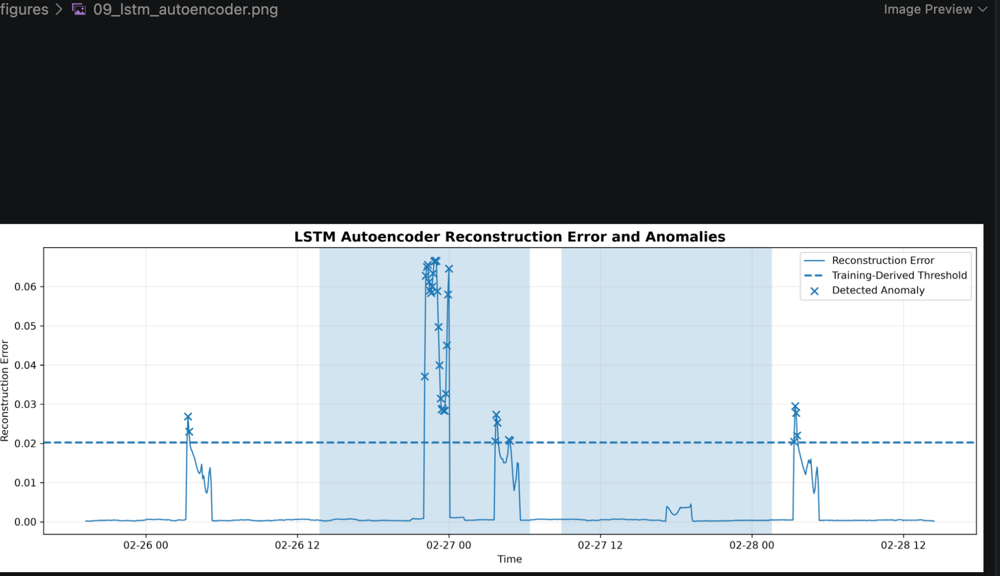 figures > 09_lstm_autoencoder.png
Image Preview
LSTM Autoencoder Reconstruction Error and Anomalies
Reconstruction Error
Training-Derived Threshold
Detected Anomaly
0.06
0.05
0.04
0.03
0.02
0.01
0.00
Reconstruction Error
02-26 00
02-26 12
02-27 00
02-27 12
02-28 00
02-28 12
Time